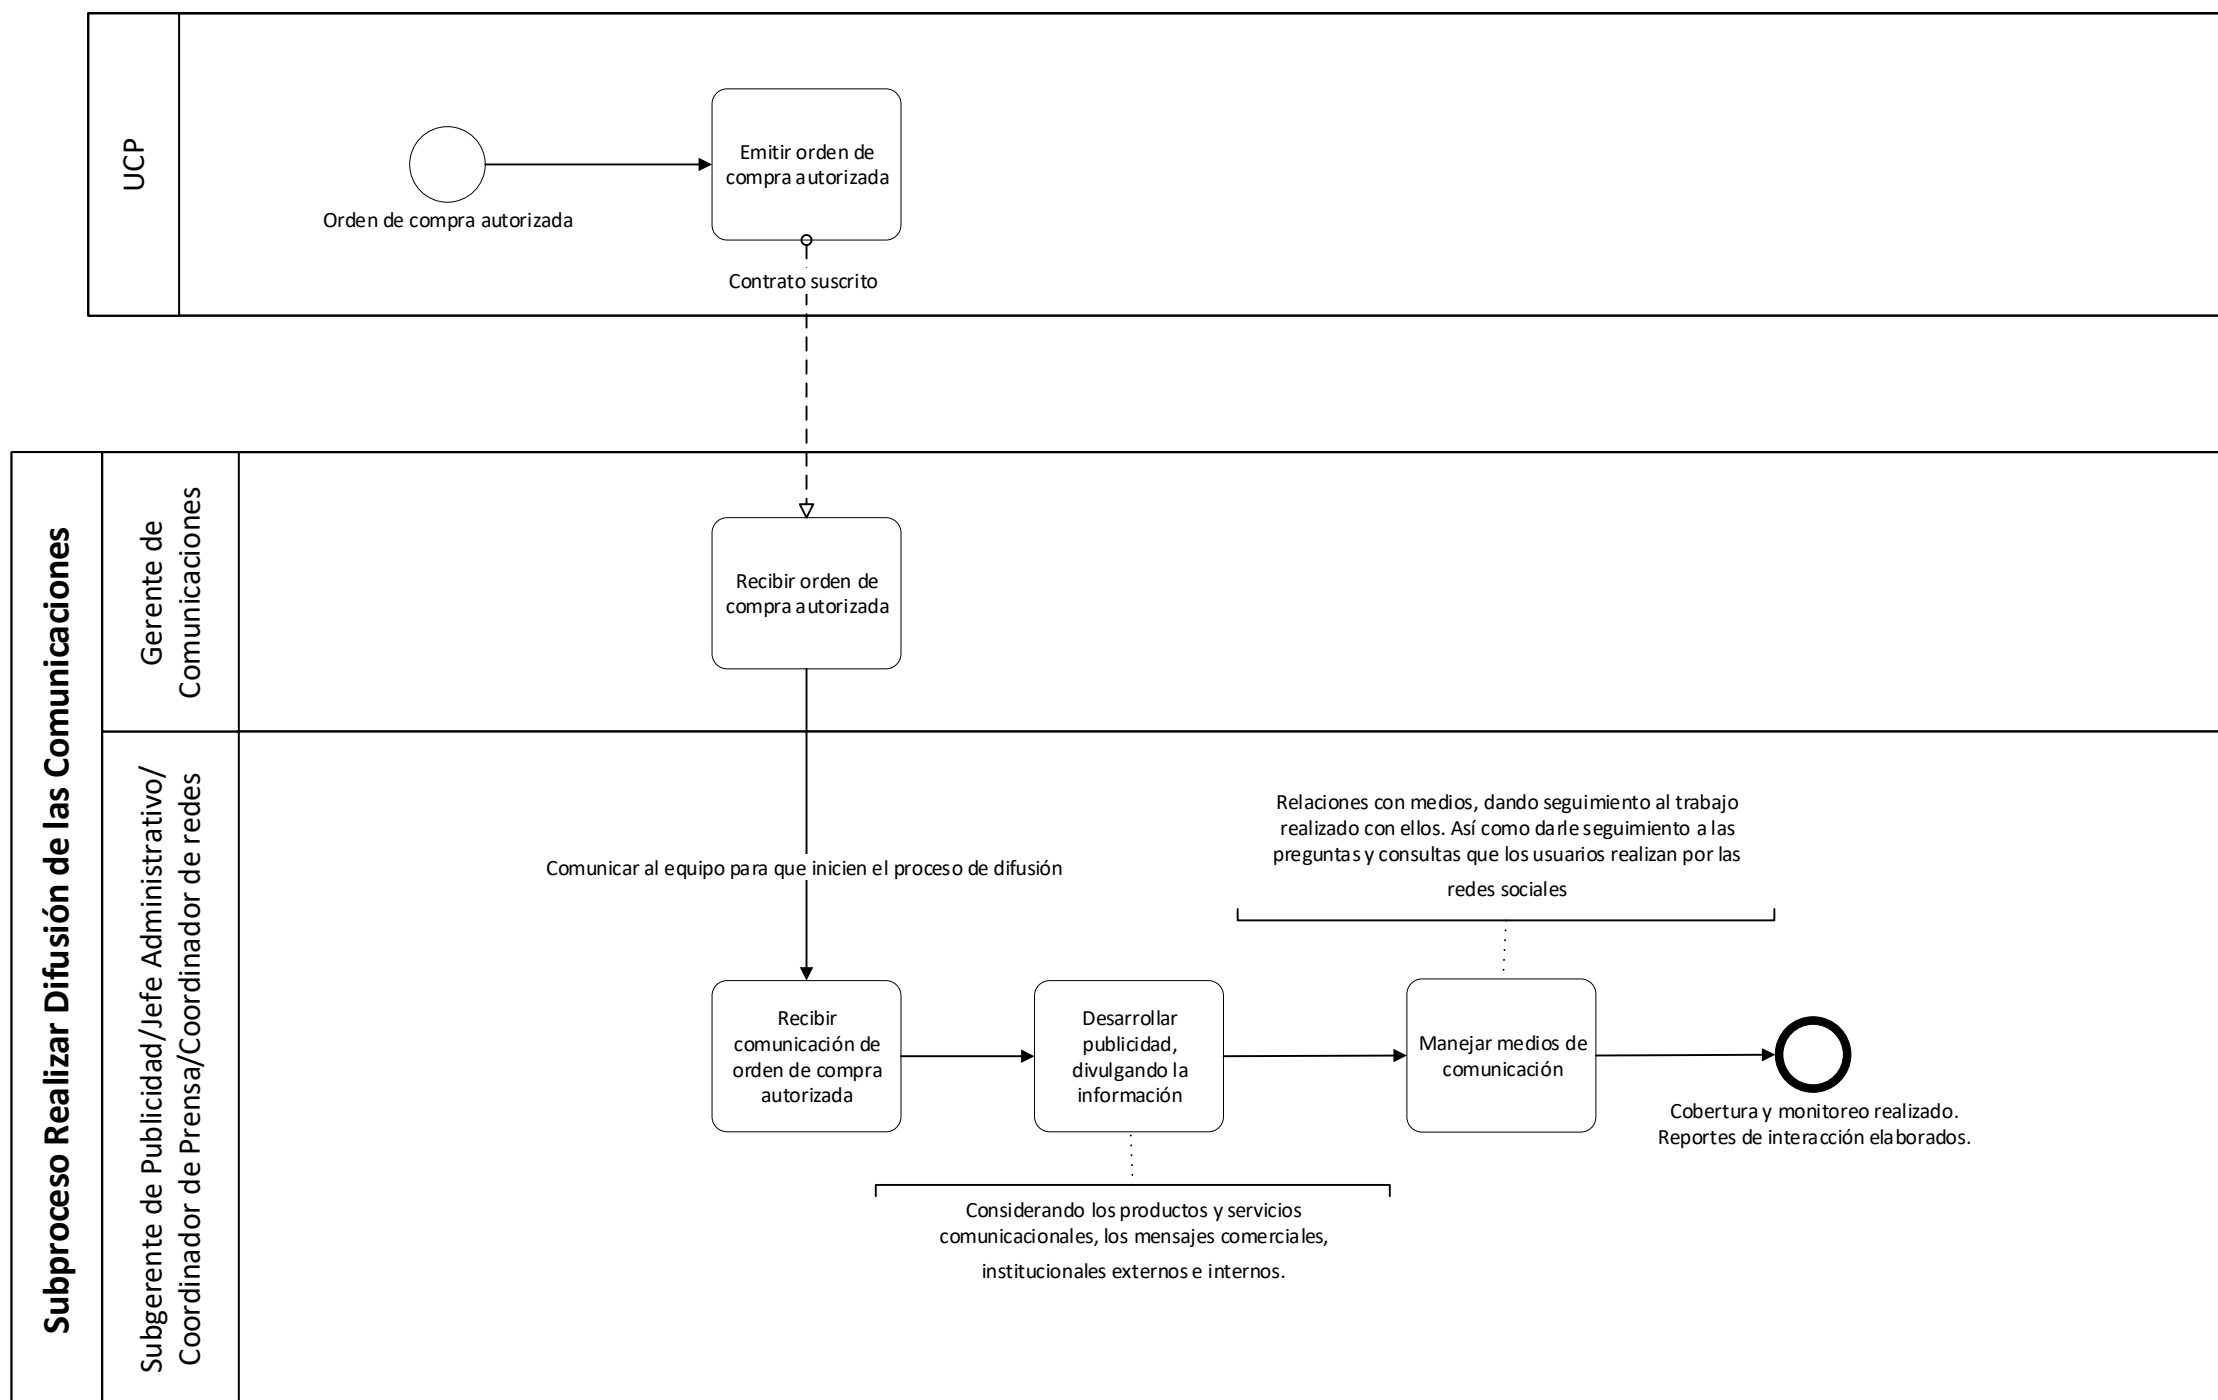 UCP
Emitir orden de
compra autorizada
Orden de compra autorizada
Contrato suscrito
Subproceso Realizar Difusión de las Comunicaciones
Gerente de
Comunicaciones
Recibir orden de
compra autorizada
Subgerente de Publicidad/Jefe Administrativo/
Coordinador de Prensa/Coordinador de redes
Relaciones con medios, dando seguimiento al trabajo
realizado con ellos. Así como darle seguimiento a las
preguntas y consultas que los usuarios realizan por las
redes sociales
Comunicar al equipo para que inicien el proceso de difusión
Recibir
comunicación de
orden de compra
autorizada
Desarrollar
publicidad,
divulgando la
información
Manejar medios de
comunicación
Cobertura y monitoreo realizado.
Reportes de interacción elaborados.
Considerando los productos y servicios
comunicacionales, los mensajes comerciales,
institucionales externos e internos.